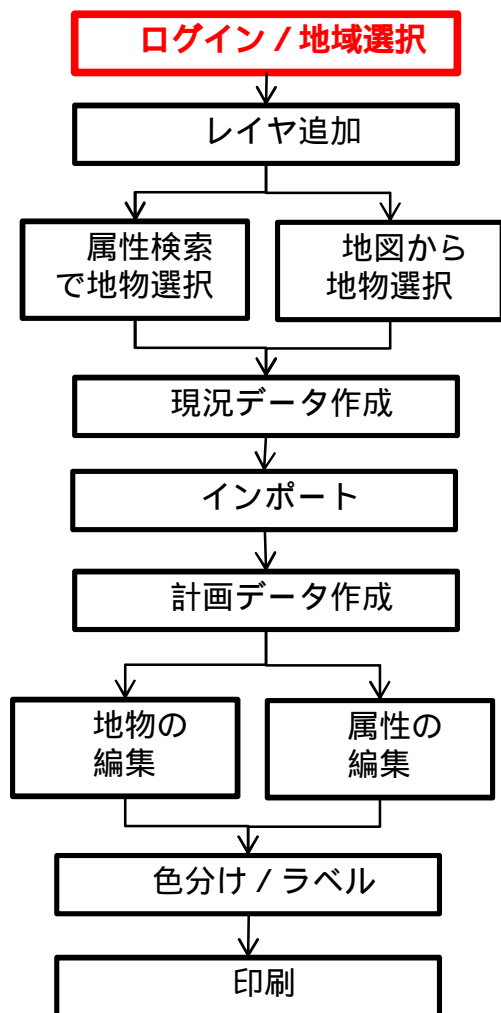 ログイン / 地域選択
レイヤ追加
属性検索
で地物選択
地図から
地物選択
現況データ作成
インポート
計画データ作成
地物の
編集
属性の
編集
色分け / ラベル
印刷